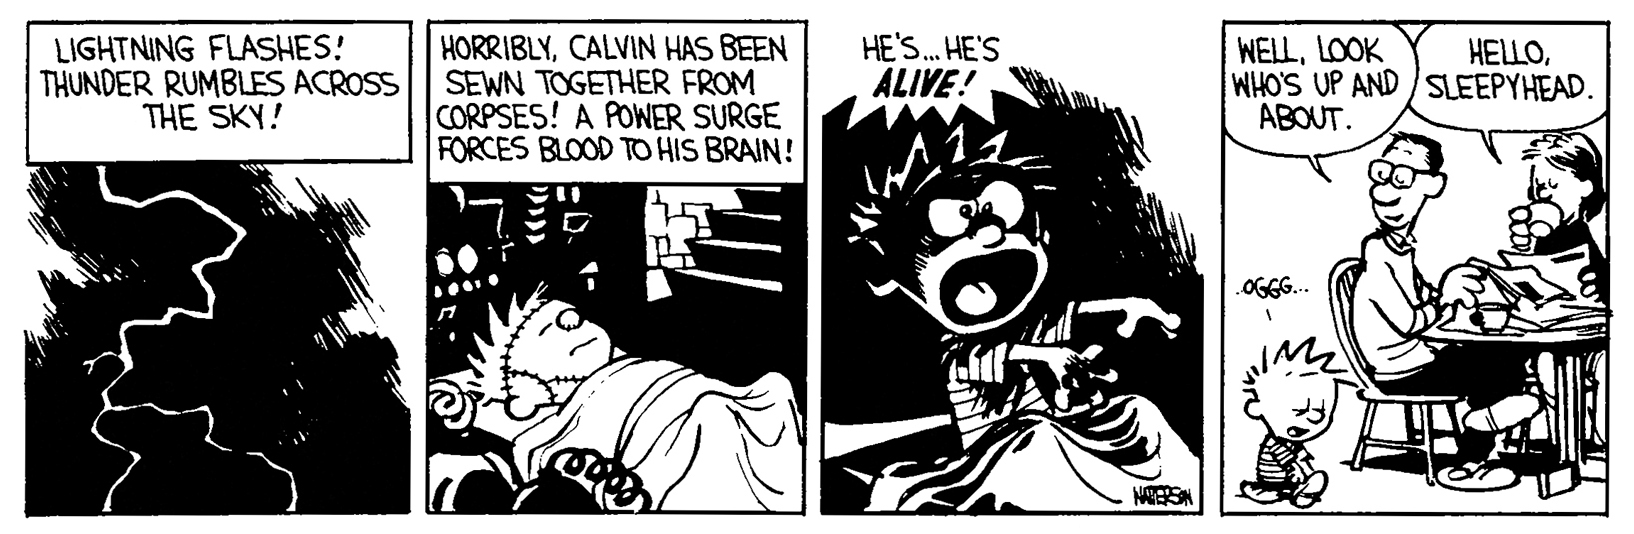 LIGHTNING FLASHES!
THUNDER RUMBLES ACROSS
THE SKY!
HORRIBLY, CALVIN HAS BEEN
SEWN TOGETHER FROM
CORPSES! A POWER SURGE
FORCES BLOOD TO HIS BRAIN!
HE'S...HE'S
ALIVE!
WATTERSON
WELL, LOOK
WHO'S UP AND
ABOUT.
HELLO,
SLEEPYHEAD.
..OGGG...